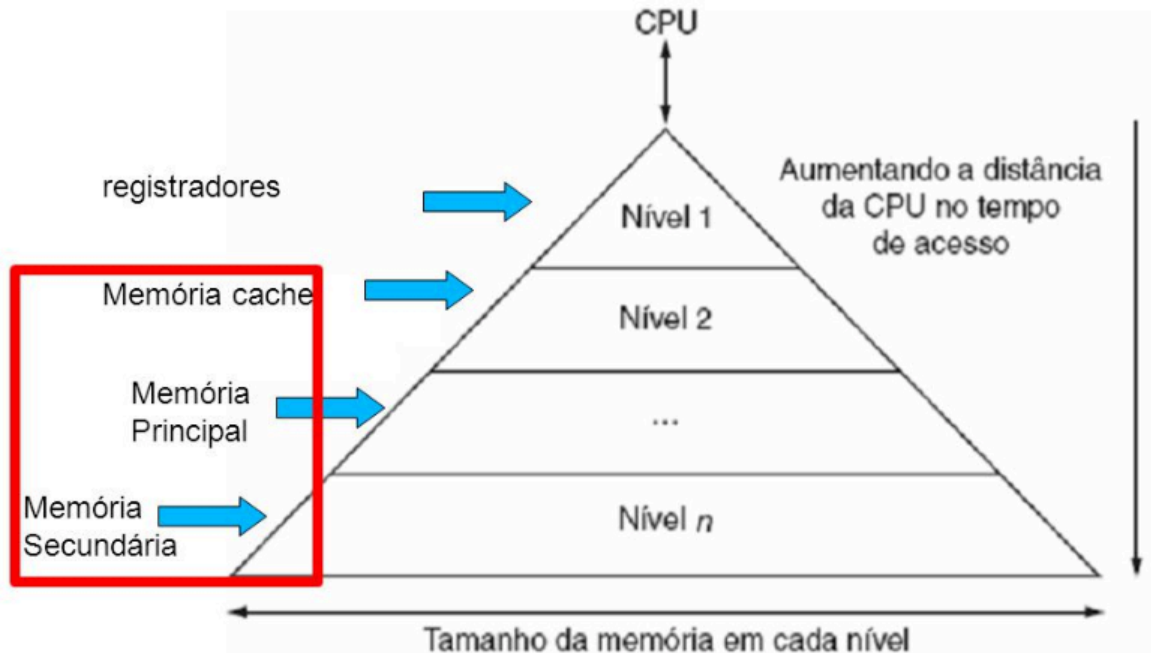 CPU
registradores
Nível 1
Aumentando a distância
da CPU no tempo
de acesso
Memória cache
Nível 2
Memória
Principal
...
Memória
Secundária
Nível n
Tamanho da memória em cada nível